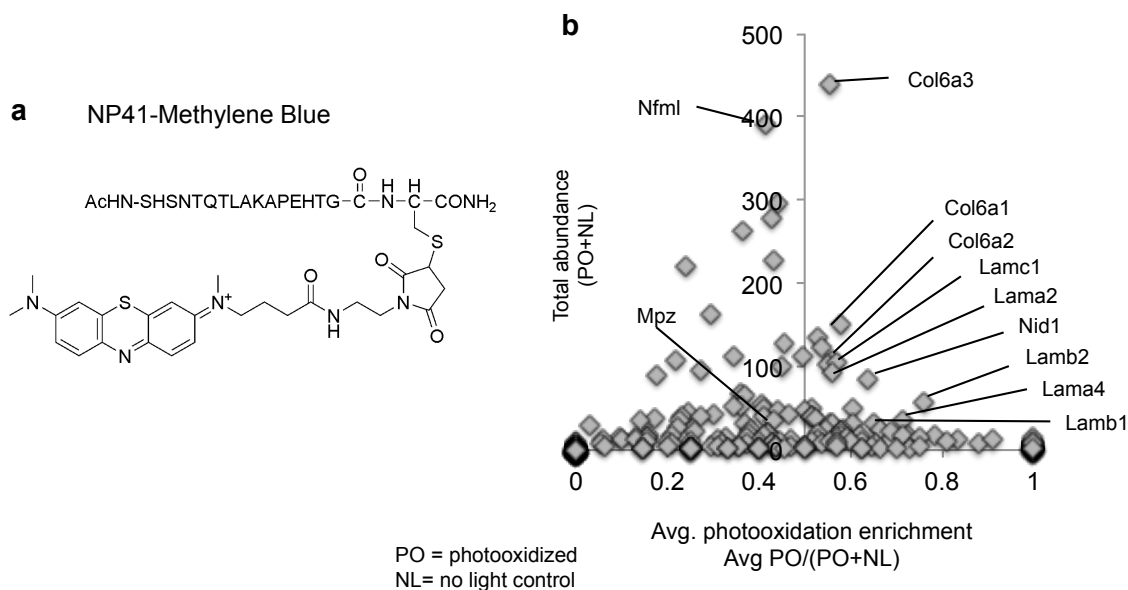 a
NP41-Methylene Blue
AcHN-SHSNTQTLAKAPEHTG
O
C
N
H
C
H
CONH2
S
O
N
O
O
N
H
N+
S
N
N
b
Total abundance
(PO+NL)
500
400
300
200
100
0
Col6a3
Nfml
Col6a1
Col6a2
Lamc1
Lama2
Nid1
Lamb2
Lama4
Lamb1
Mpz
0 0.2 0.4 0.6 0.8 1
Avg. photooxidation enrichment
Avg PO/(PO+NL)
PO = photooxidized
NL= no light control